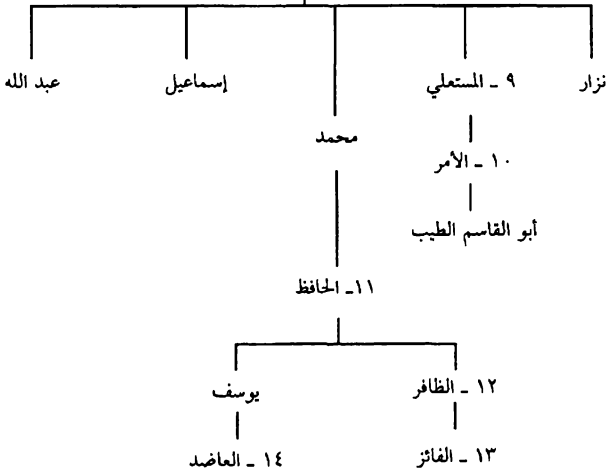 نزار
٩ ـ المستعلي
إسماعيل
عبد الله
محمد
١٠ ـ الأمر
أبو القاسم الطيب
١١ـ الحافظ
١٢ ـ الظافر
يوسف
١٣ ـ الفائز
١٤ ـ العاضد